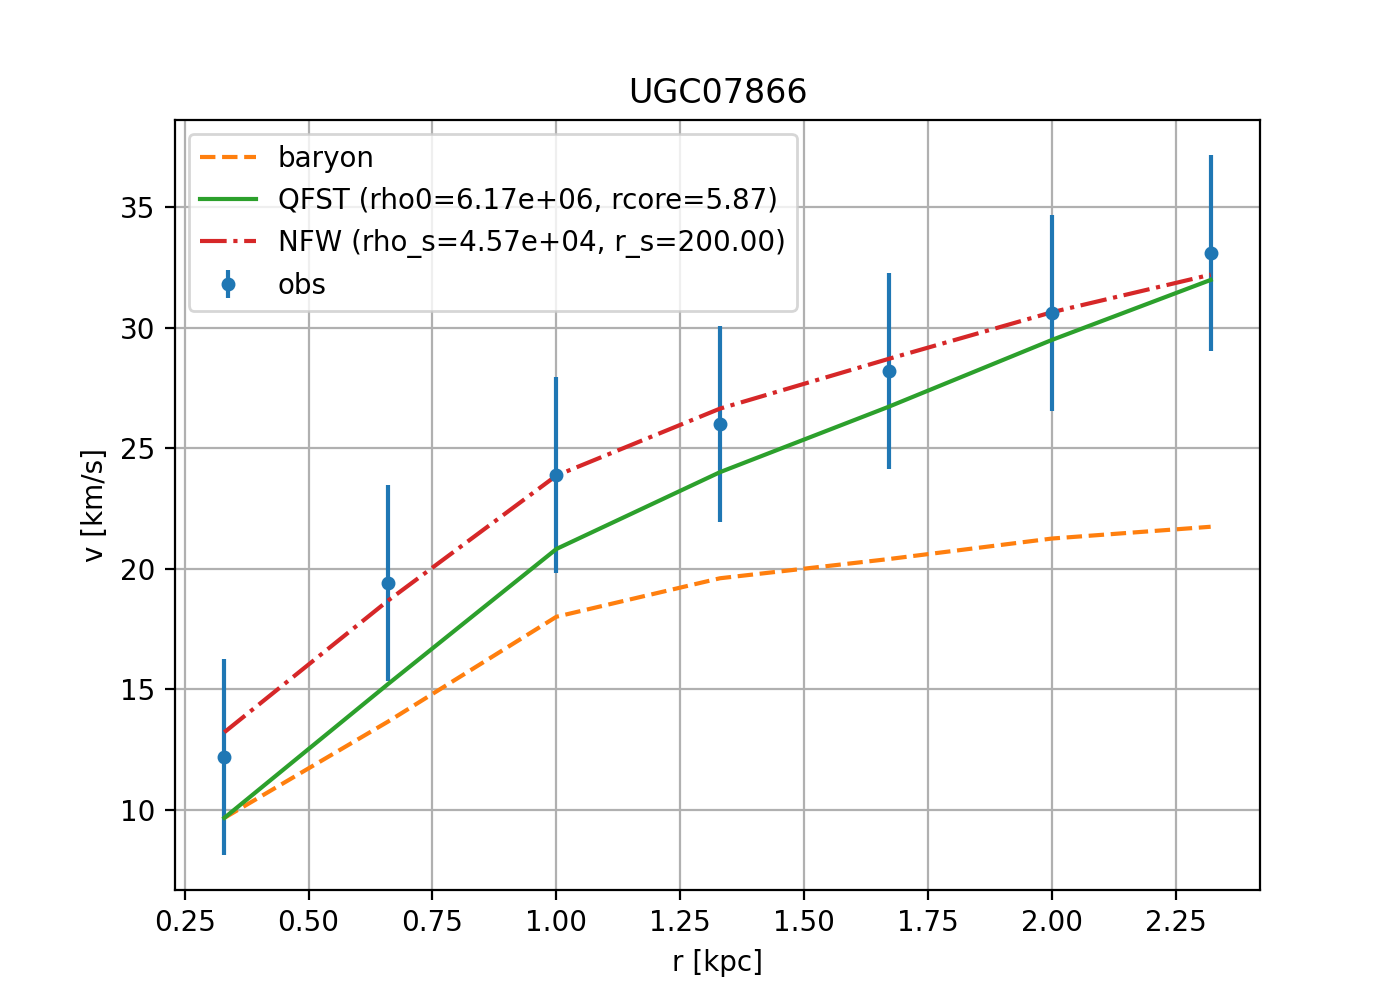 UGC07866
baryon
QFST (rho0=6.17e+06, rcore=5.87)
NFW (rho_s=4.57e+04, r_s=200.00)
obs
35
30
25
20
15
10
v [km/s]
0.25 0.50 0.75 1.00 1.25 1.50 1.75 2.00 2.25
r [kpc]